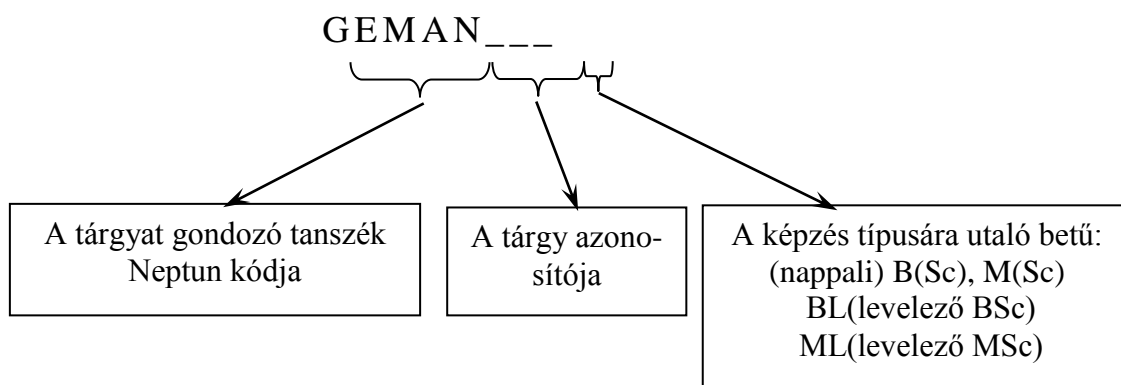 GEMAN_ _ _
A tárgyat gondozó tanszék
Neptun kódja
A tárgy azono-
sítója
A képzés típusára utaló betű:
(nappali) B(Sc), M(Sc)
BL(levelező BSc)
ML(levelező MSc)